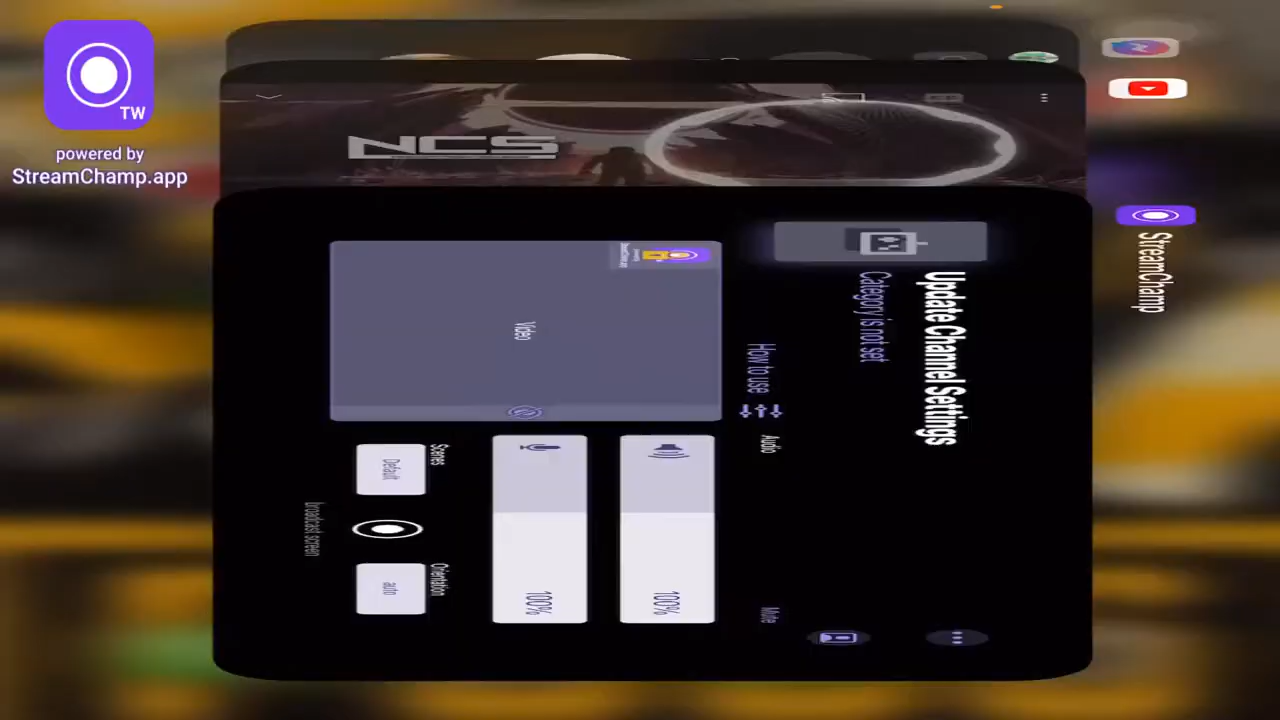 TW
powered by
StreamChamp.app
NCS
StreamChamp
Update Channel Settings
Category is not set
How to use
Audio
Mute
Video
100%
100%
Scenes
Default
Orientation
auto
broadcast screen